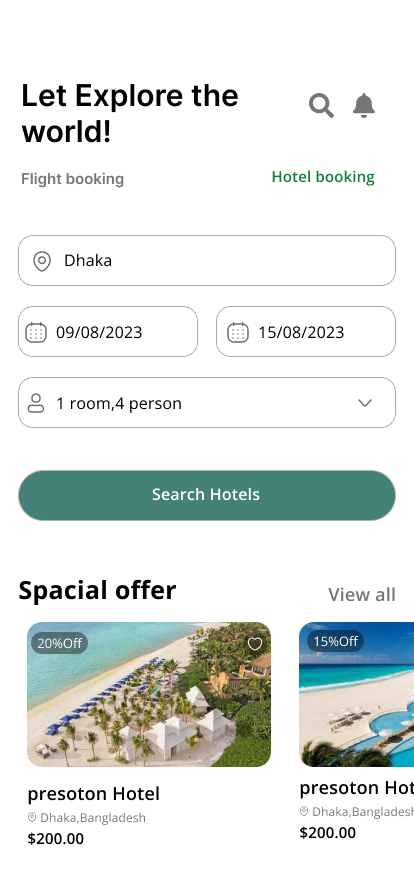 Let Explore the
world!
Flight booking
Hotel booking
Dhaka
09/08/2023
15/08/2023
1 room,4 person
Search Hotels
Spacial offer
View all
20%Off
15%Off
presoton Hotel
Dhaka,Bangladesh
$200.00
presoton Hot
Dhaka,Bangladesh
$200.00